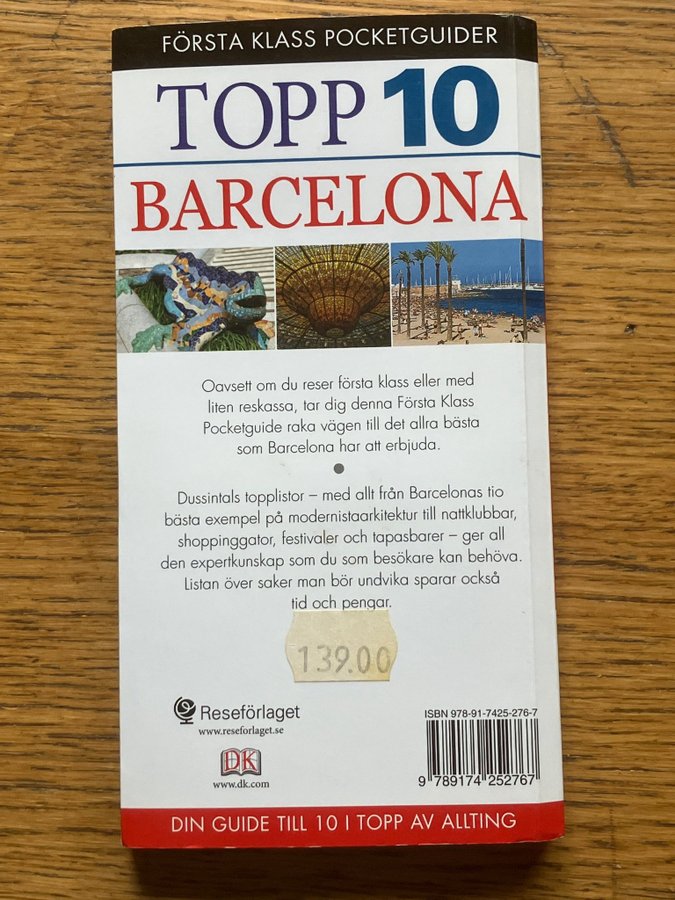 FÖRSTA KLASS POCKETGUIDER
TOPP 10
BARCELONA
Oavsett om du reser första klass eller med
liten reskassa, tar dig denna Första Klass
Pocketguide raka vägen till det allra bästa
som Barcelona har att erbjuda.
Dussintals topplistor – med allt från Barcelonas tio
bästa exempel på modernistaarkitektur till nattklubbar,
shoppinggator, festivaler och tapasbarer – ger all
den expertkunskap som du som besökare kan behöva.
Listan över saker man bör undvika sparar också
tid och pengar.
139.00
Reseförlaget
www.reseforlaget.se
DK
www.dk.com
ISBN 978-91-7425-276-7
9 789174 252767
DIN GUIDE TILL 10 I TOPP AV ALLTING